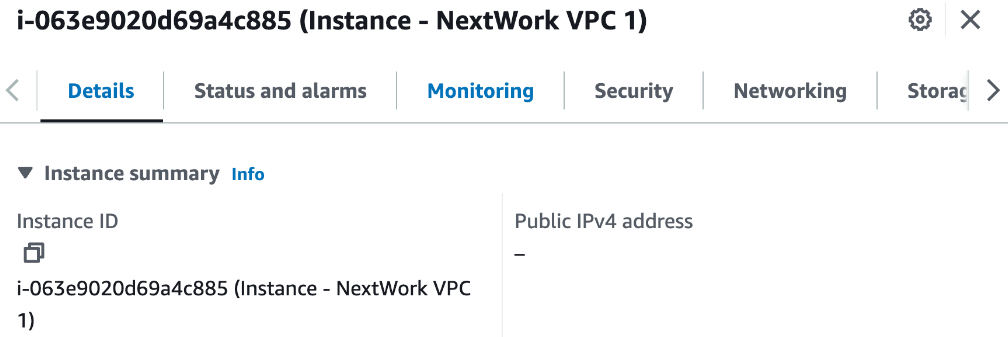 i-063e9020d69a4c885 (Instance - NextWork VPC 1)
Details Status and alarms Monitoring Security Networking Storag
Instance summary Info
Instance ID Public IPv4 address
–
i-063e9020d69a4c885 (Instance - NextWork VPC
1)